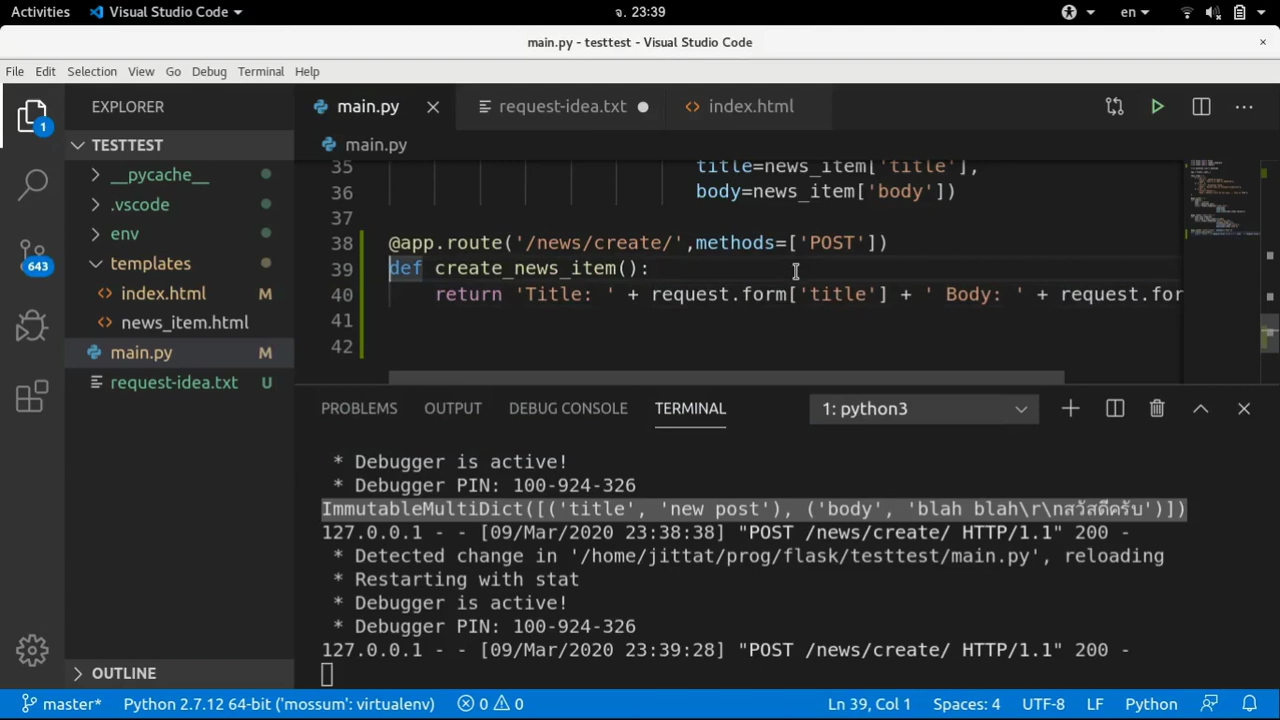 Activities Visual Studio Code จ. 23:39 en
main.py - testtest - Visual Studio Code ×
File Edit Selection View Go Debug Terminal Help
EXPLORER main.py request-idea.txt index.html
TESTTEST main.py
__pycache__
.vscode
env
templates
index.html
news_item.html
main.py M
request-idea.txt U
M
1
643
OUTLINE
35 title=news_item['title'],
36 body=news_item['body'])
37
38 @app.route('/news/create/',methods=['POST'])
39 def create_news_item():
40 return 'Title: ' + request.form['title'] + ' Body: ' + request.for
41
42
PROBLEMS OUTPUT DEBUG CONSOLE TERMINAL 1: python3
* Debugger is active!
* Debugger PIN: 100-924-326
ImmutableMultiDict([('title', 'new post'), ('body', 'blah blah\r\nสวัสดีครับ')])
127.0.0.1 - - [09/Mar/2020 23:38:38] "POST /news/create/ HTTP/1.1" 200 -
* Detected change in '/home/jittat/prog/flask/testtest/main.py', reloading
* Restarting with stat
* Debugger is active!
* Debugger PIN: 100-924-326
127.0.0.1 - - [09/Mar/2020 23:39:28] "POST /news/create/ HTTP/1.1" 200 -
master* Python 2.7.12 64-bit ('mossum': virtualenv) 0 0 Ln 39, Col 1 Spaces: 4 UTF-8 LF Python